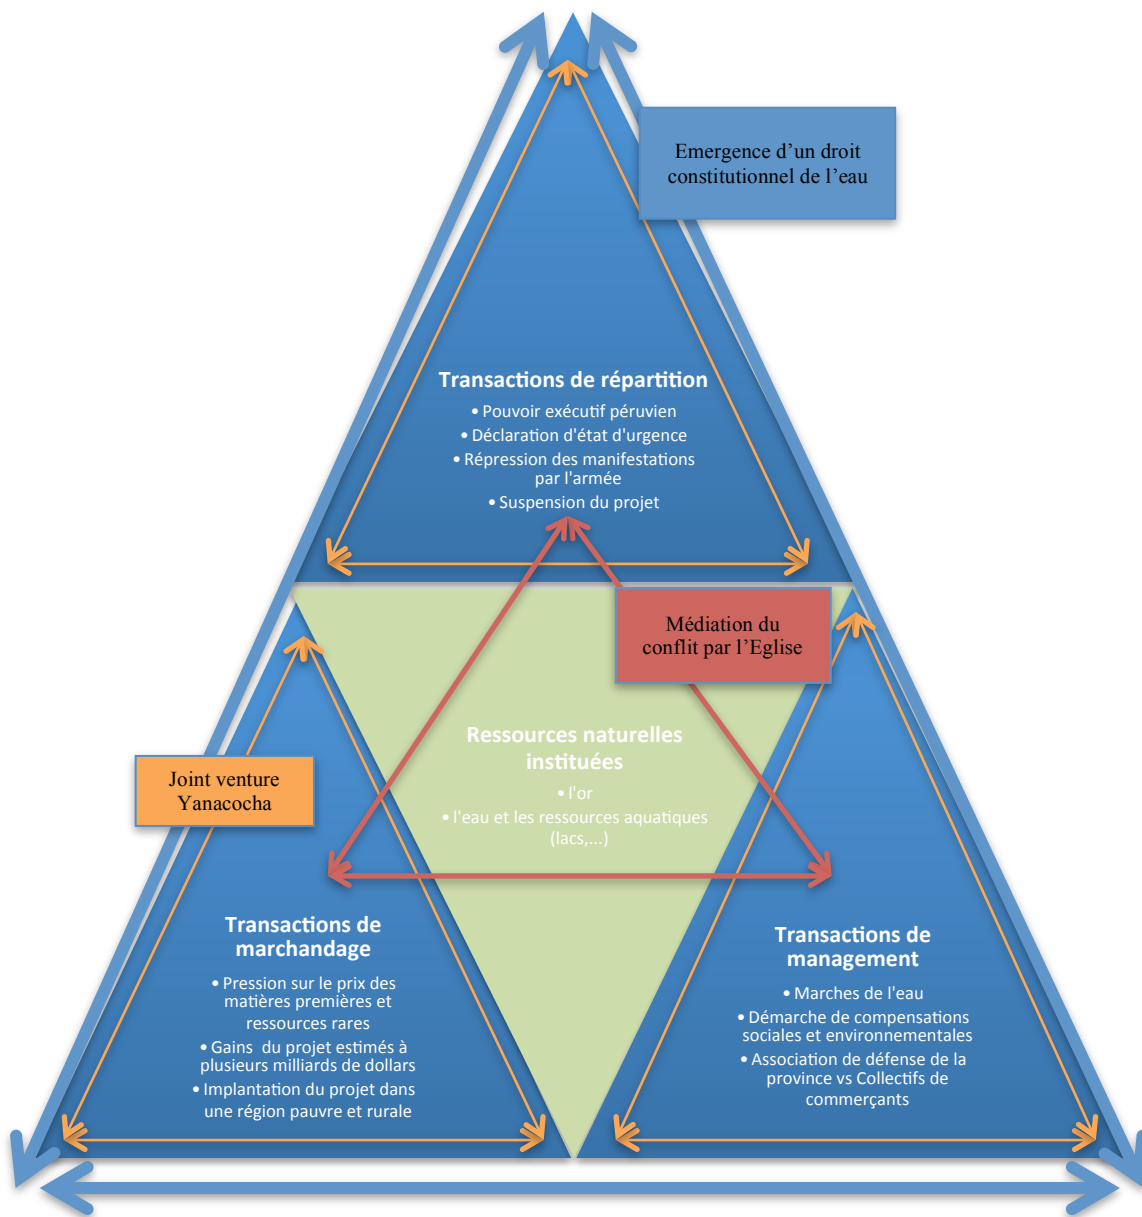 Emergence d’un droit
constitutionnel de l’eau
Transactions de répartition
• Pouvoir exécutif péruvien
• Déclaration d'état d'urgence
• Répression des manifestations
par l'armée
• Suspension du projet
Médiation du
conflit par l’Eglise
Ressources naturelles
instituées
• l'or
• l'eau et les ressources aquatiques
(lacs,...)
Joint venture
Yanacocha
Transactions de
marchandage
• Pression sur le prix des
matières premières et
ressources rares
• Gains du projet estimés à
plusieurs milliards de dollars
• Implantation du projet dans
une région pauvre et rurale
Transactions de
management
• Marches de l'eau
• Démarche de compensations
sociales et environnementales
• Association de défense de la
province vs Collectifs de
commerçants